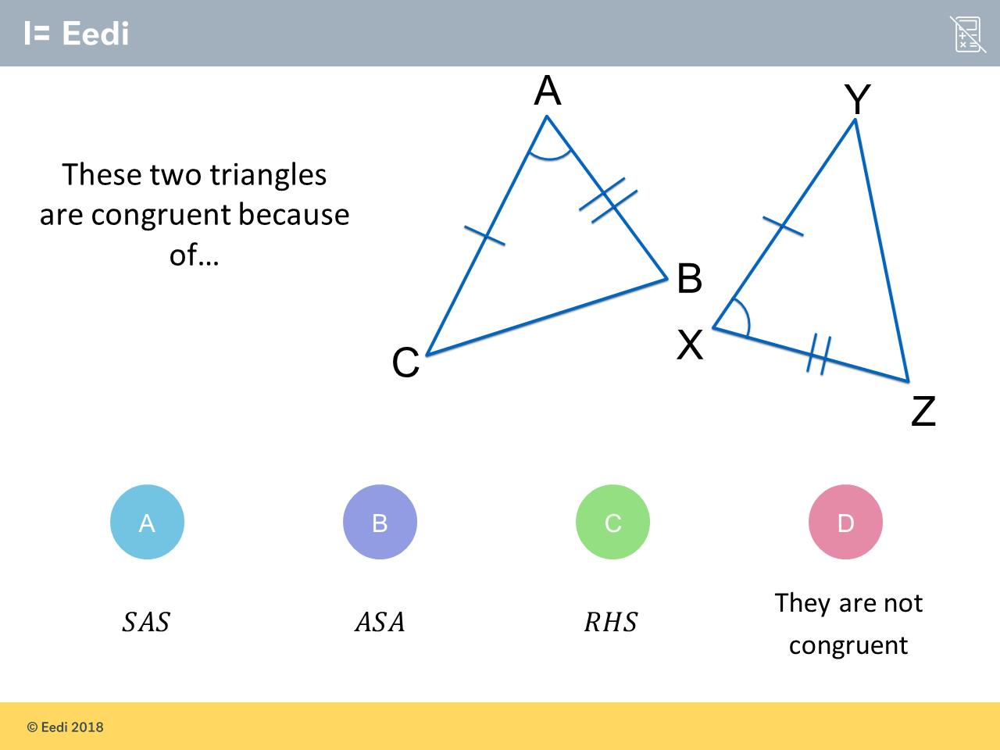 Eedi
These two triangles
are congruent because
of...
A
Y
B
X
C
Z
A
B
C
D
SAS
ASA
RHS
They are not
congruent
© Eedi 2018